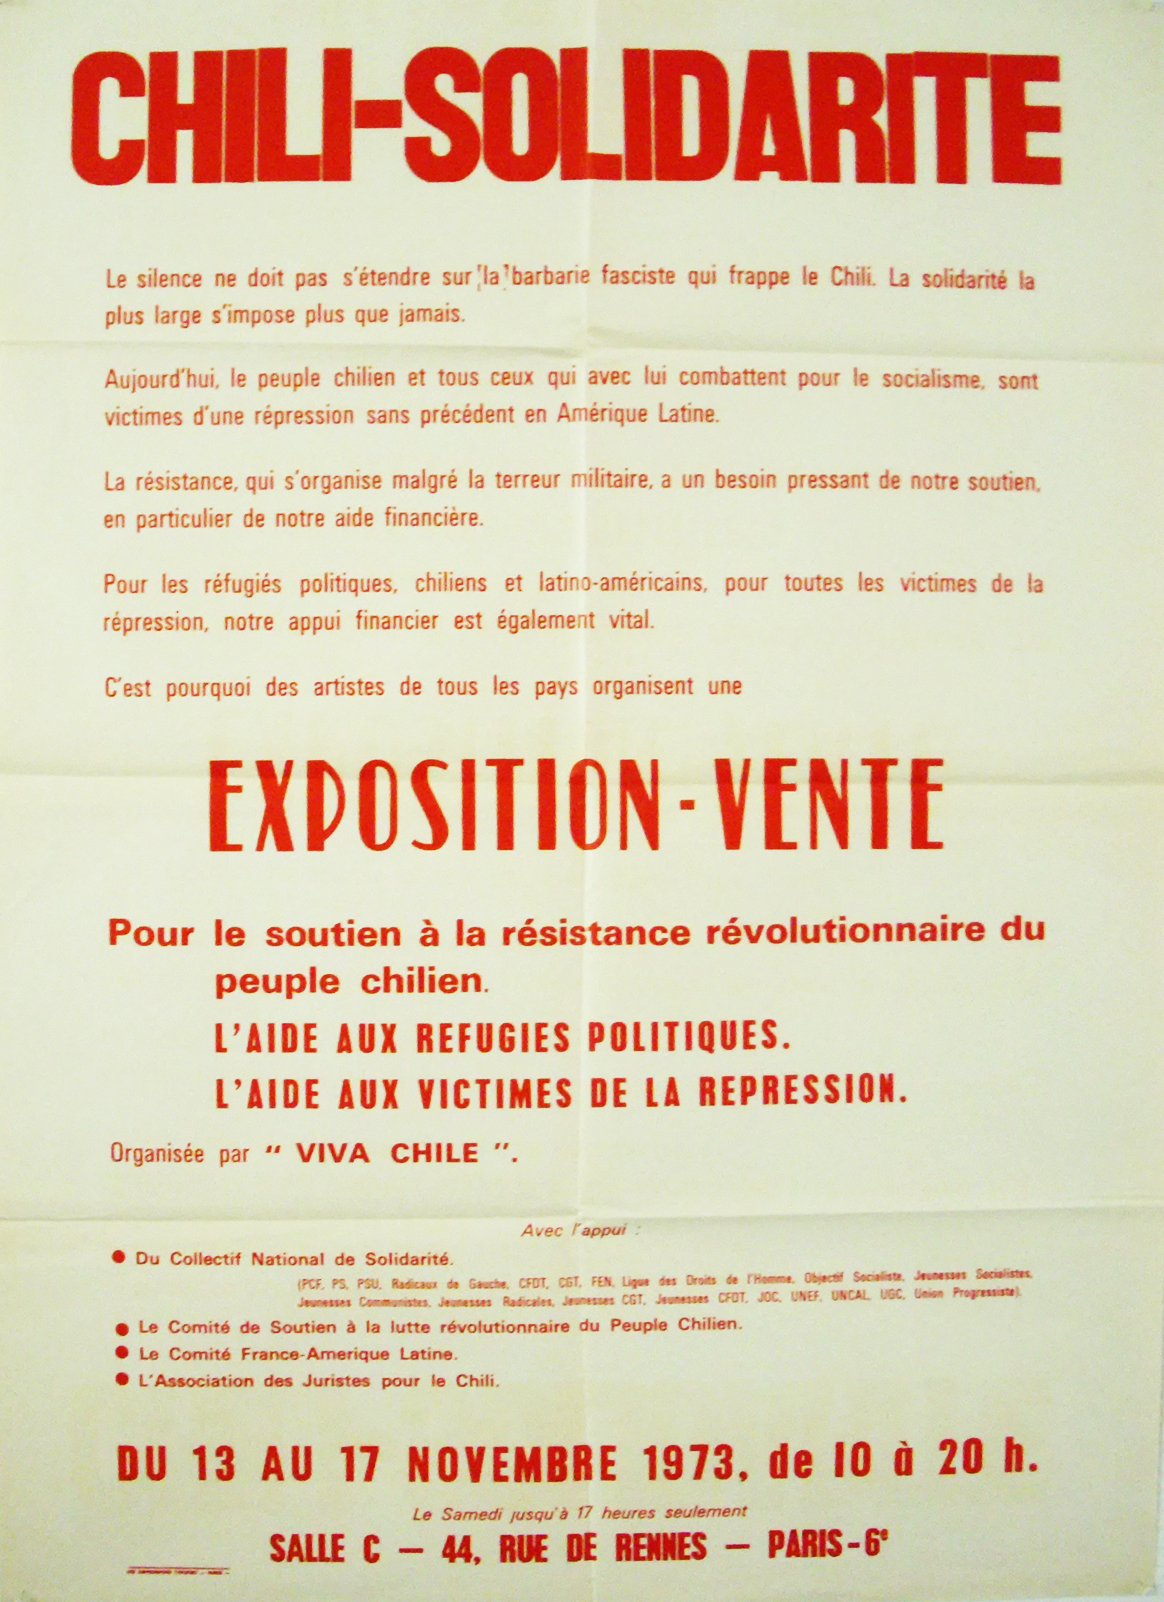 CHILI-SOLIDARITE
Le silence ne doit pas s'étendre sur la barbarie fasciste qui frappe le Chili. La solidarité la
plus large s'impose plus que jamais.
Aujourd'hui, le peuple chilien et tous ceux qui avec lui combattent pour le socialisme, sont
victimes d'une répression sans précédent en Amérique Latine.
La résistance, qui s'organise malgré la terreur militaire, a un besoin pressant de notre soutien,
en particulier de notre aide financière.
Pour les réfugiés politiques, chiliens et latino-américains, pour toutes les victimes de la
répression, notre appui financier est également vital.
C'est pourquoi des artistes de tous les pays organisent une
EXPOSITION - VENTE
Pour le soutien à la résistance révolutionnaire du
peuple chilien.
L'AIDE AUX REFUGIES POLITIQUES.
L'AIDE AUX VICTIMES DE LA REPRESSION.
Organisée par " VIVA CHILE ".
Avec l'appui :
● Du Collectif National de Solidarité.
(PCF, PS, PSU, Radicaux de Gauche, CFDT, CGT, FEN, Ligue des Droits de l'Homme, Objectif Socialiste, Jeunesses Socialistes,
Jeunesses Communistes, Jeunesses Radicales, Jeunesses CGT, Jeunesses CFDT, JOC, UNEF, UNCAL, UGC, Union Progressiste).
● Le Comité de Soutien à la lutte révolutionnaire du Peuple Chilien.
● Le Comité France-Amerique Latine.
● L'Association des Juristes pour le Chili.
DU 13 AU 17 NOVEMBRE 1973, de 10 à 20 h.
Le Samedi jusqu'à 17 heures seulement
SALLE C — 44, RUE DE RENNES — PARIS-6e